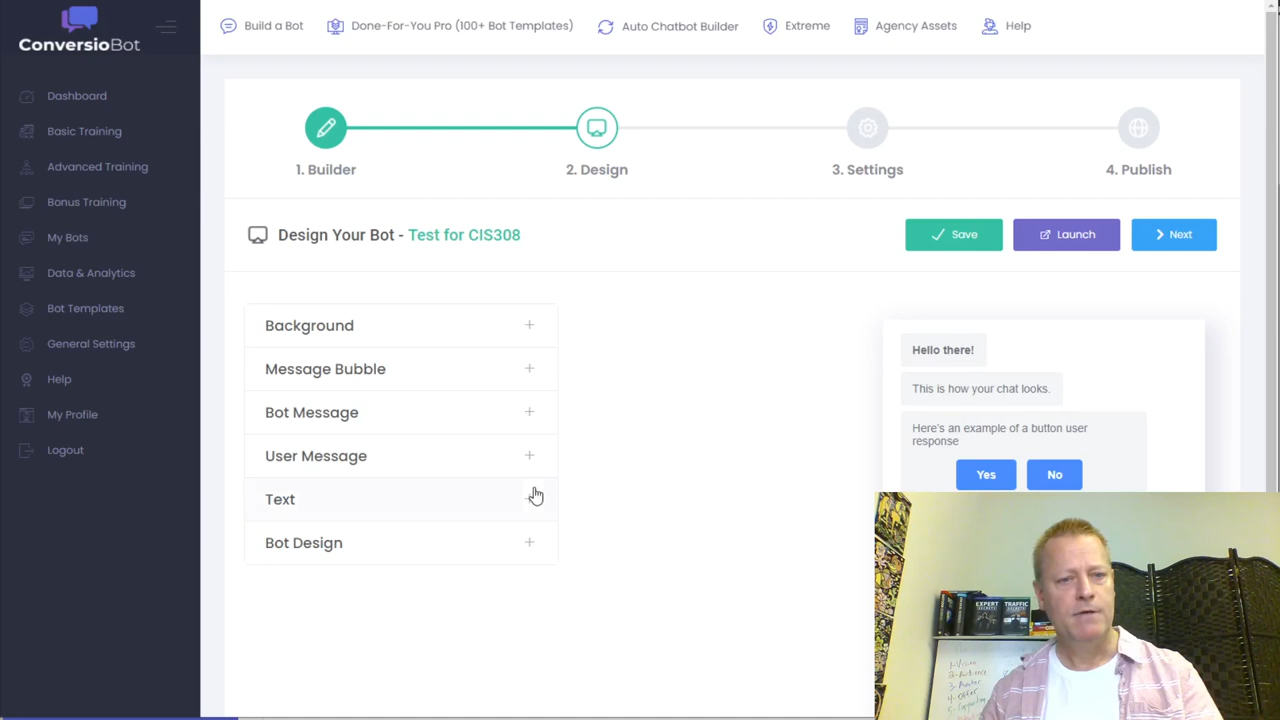 ConversioBot
Build a Bot
Done-For-You Pro (100+ Bot Templates)
Auto Chatbot Builder
Extreme
Agency Assets
Help
Dashboard
Basic Training
Advanced Training
Bonus Training
My Bots
Data & Analytics
Bot Templates
General Settings
Help
My Profile
Logout
1. Builder
2. Design
3. Settings
4. Publish
Design Your Bot - Test for CIS308
Save
Launch
Next
Background
Message Bubble
Bot Message
User Message
Text
Bot Design
Hello there!
This is how your chat looks.
Here's an example of a button user
response
Yes
No
EXPERT
SECRETS
TRAFFIC
SECRETS